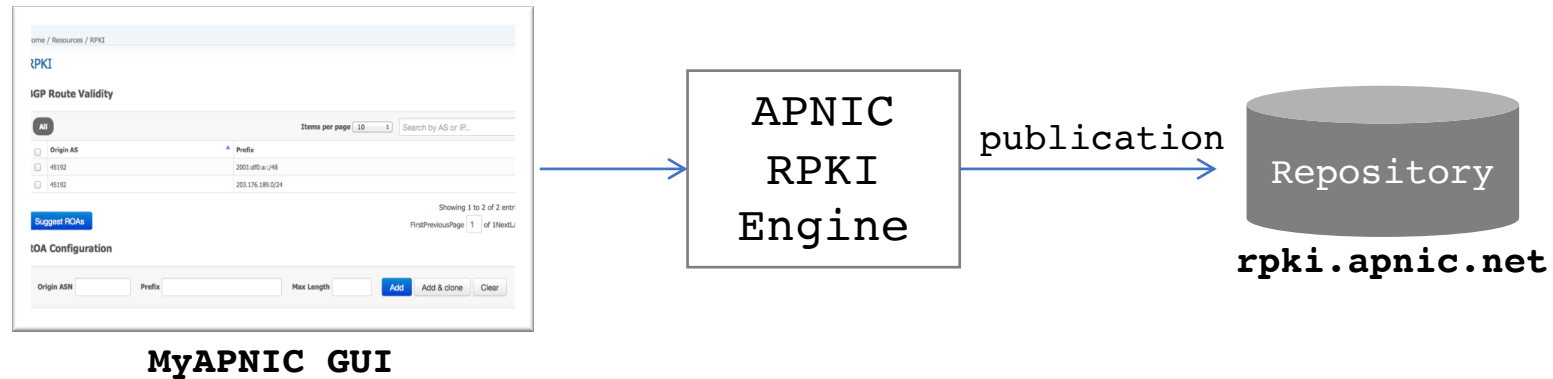 ome / Resources / RPKI
RPKI
BGP Route Validity
All
Items per page 10
Search by AS or IP...
Origin AS
Prefix
45192
2001:df0:a::/48
45192
203.176.189.0/24
Showing 1 to 2 of 2 entri
Suggest ROAs
FirstPreviousPage 1 of 1NextLa
ROA Configuration
Origin ASN
Prefix
Max Length
Add
Add & clone
Clear
MyAPNIC GUI
APNIC
RPKI
Engine
publication
Repository
rpki.apnic.net